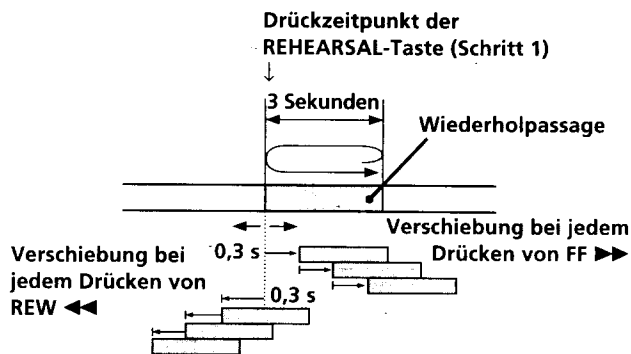 Drückzeitpunkt der
REHEARSAL-Taste (Schritt 1)
3 Sekunden
Wiederholpassage
Verschiebung bei jedem
Drücken von FF ►►
0,3 s
Verschiebung bei
jedem Drücken von
REW ◄◄
0,3 s